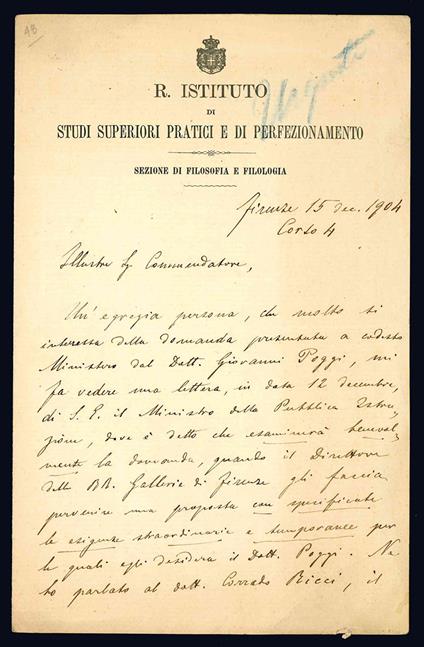 48
Urgente
R. ISTITUTO
DI
STUDI SUPERIORI PRATICI E DI PERFEZIONAMENTO
SEZIONE DI FILOSOFIA E FILOLOGIA
Firenze 15 dec. 1904
Corso 4
Illustre Sg Commendatore,
Un' egregia persona, che molto si
interessa della domanda presentata a codesto
Ministero dal Dott. Giovanni Poggi, mi
fa vedere una lettera, in data 12 decembre,
di S. E. il Ministro della Pubblica Istru-
zione, dove è detto che esaminerà benevol-
mente la domanda, quando il Direttore
delle RR. Gallerie di Firenze gli faccia
pervenire una proposta con specificate
le esigenze straordinarie e temporanee per
le quali egli desidera il Dott. Poggi. Ne
ho parlato al dott. Corrado Ricci, il